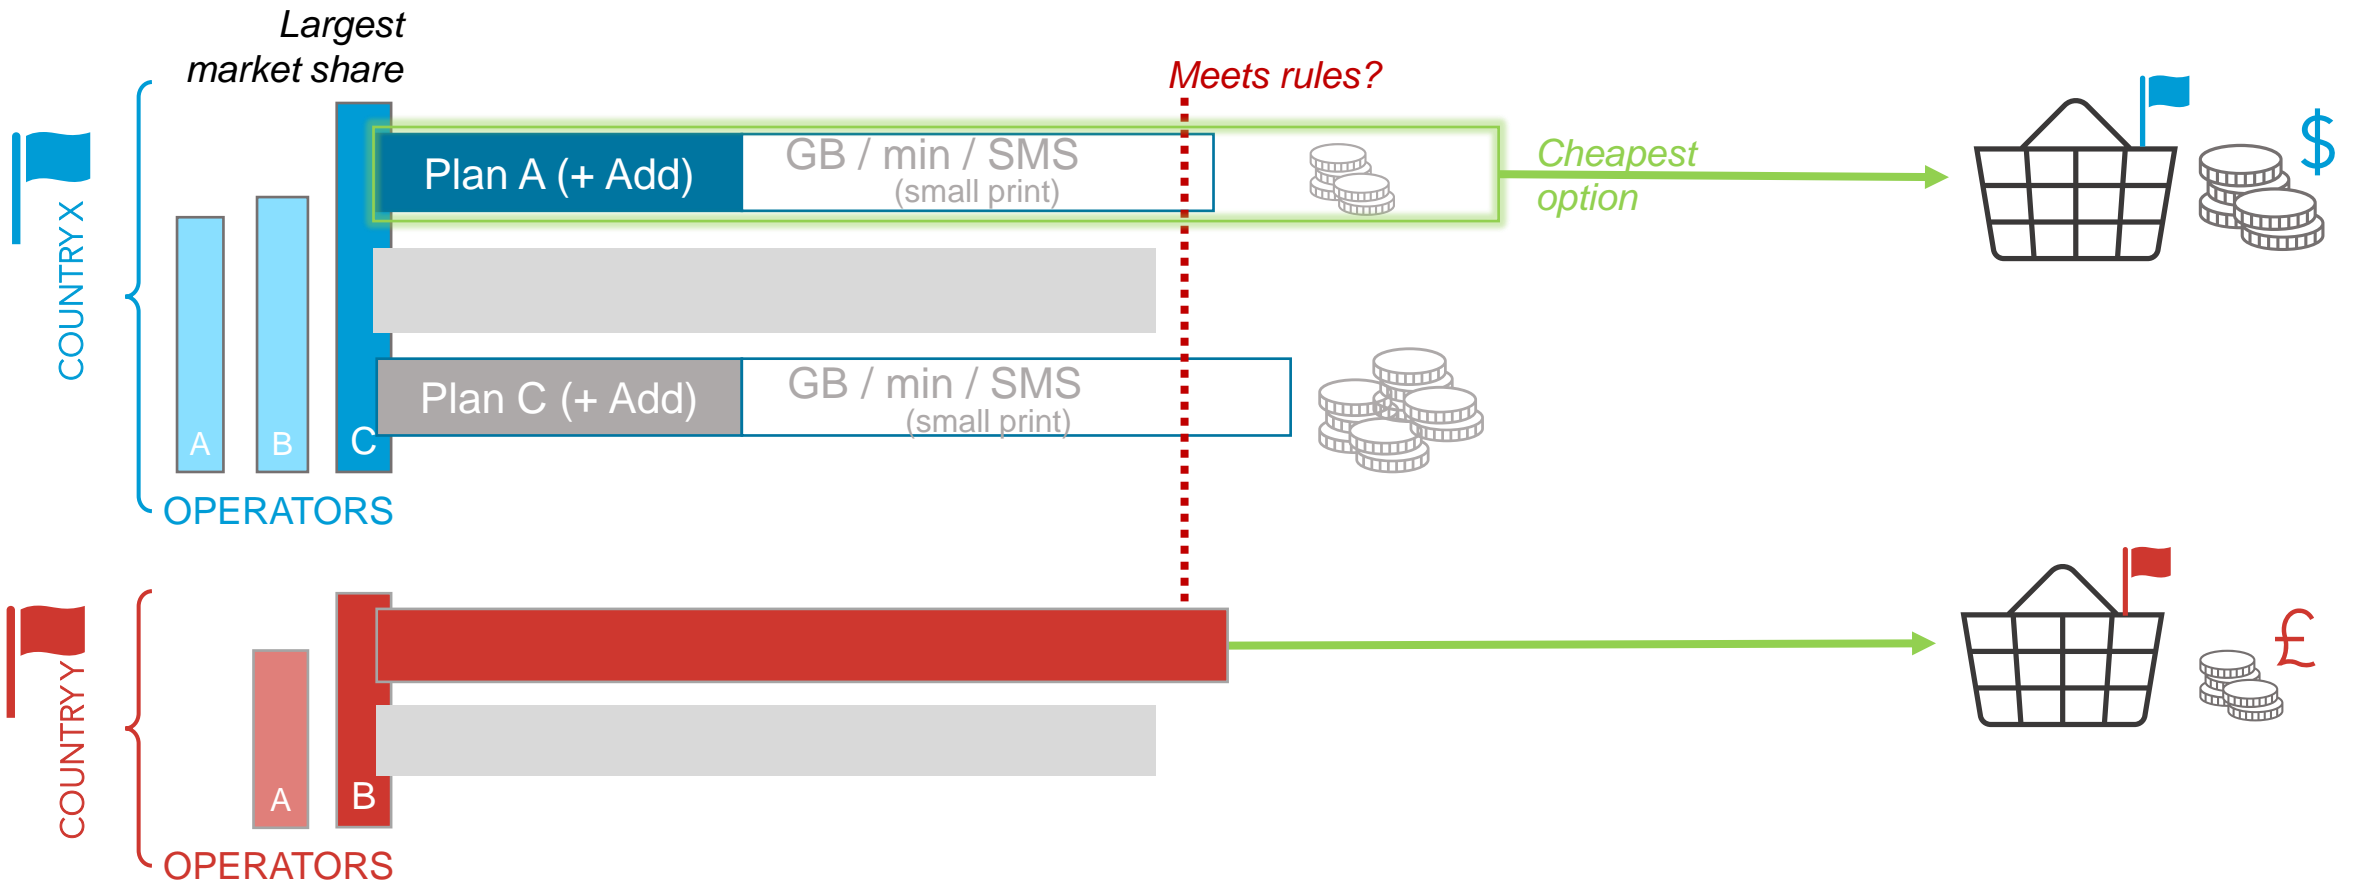 Largest
market share
Meets rules?
COUNTRY X
Plan A (+ Add)
GB / min / SMS
(small print)
Cheapest
option
$
Plan C (+ Add)
GB / min / SMS
(small print)
A
B
C
OPERATORS
COUNTRY Y
£
A
B
OPERATORS